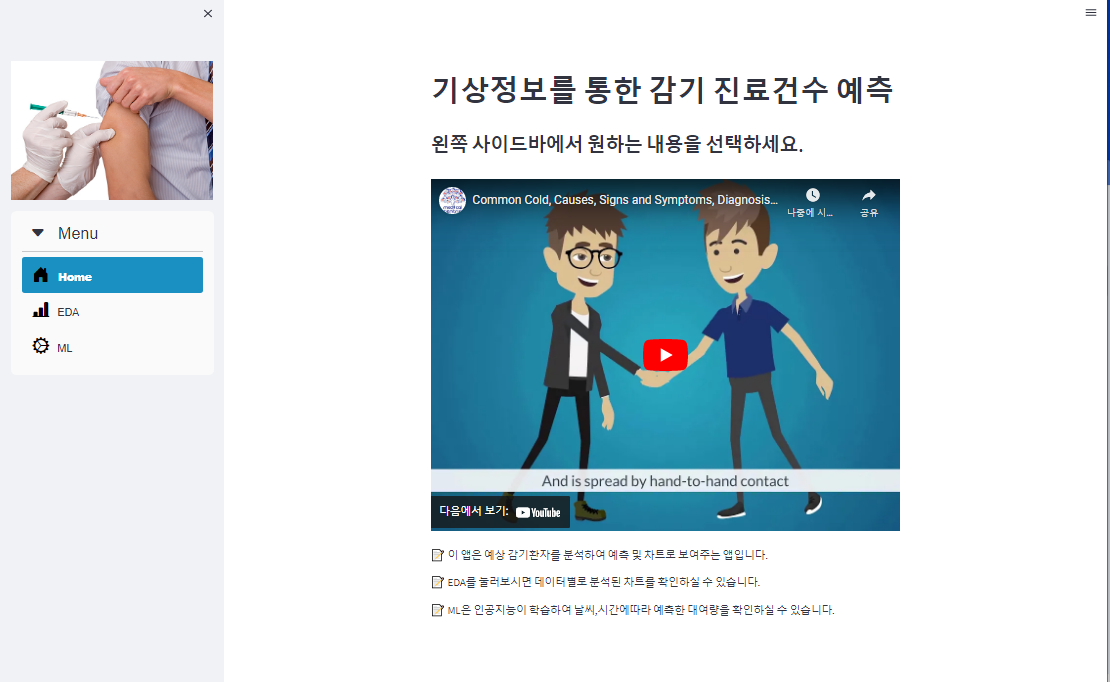 Menu
Home
EDA
ML
기상정보를 통한 감기 진료건수 예측
왼쪽 사이드바에서 원하는 내용을 선택하세요.
Common Cold, Causes, Signs and Symptoms, Diagnosis...
나중에 시...
공유
And is spread by hand-to-hand contact
다음에서 보기: YouTube
이 앱은 예상 감기환자를 분석하여 예측 및 차트로 보여주는 앱입니다.
EDA를 눌러보시면 데이터별로 분석된 차트를 확인하실 수 있습니다.
ML은 인공지능이 학습하여 날씨,시간에따라 예측한 대여량을 확인하실 수 있습니다.